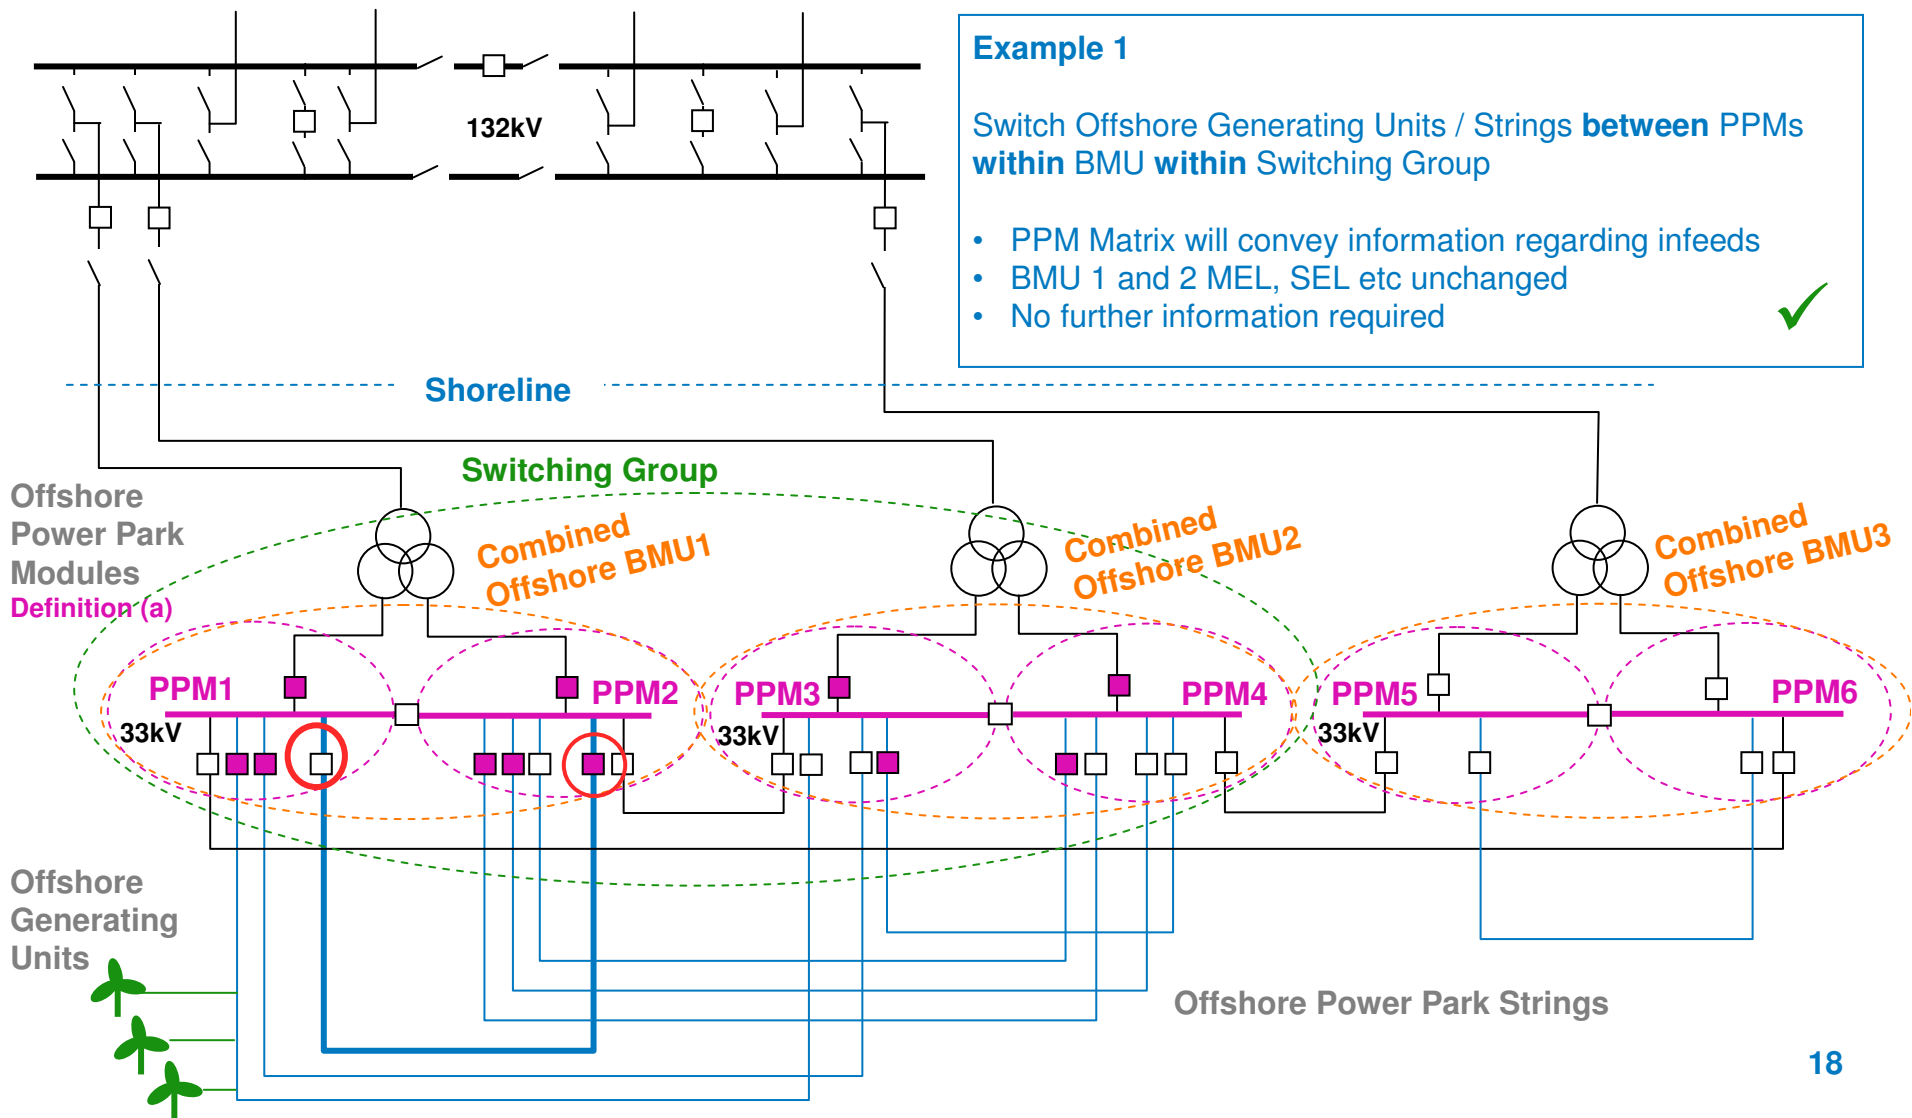 Example 1
Switch Offshore Generating Units / Strings between PPMs
within BMU within Switching Group
• PPM Matrix will convey information regarding infeeds
• BMU 1 and 2 MEL, SEL etc unchanged
• No further information required
132kV
Shoreline
Switching Group
Offshore
Power Park
Modules
Definition (a)
Combined
Offshore BMU1
Combined
Offshore BMU2
Combined
Offshore BMU3
PPM1
PPM2
PPM3
PPM4
PPM5
PPM6
33kV
33kV
33kV
Offshore
Generating
Units
Offshore Power Park Strings
18